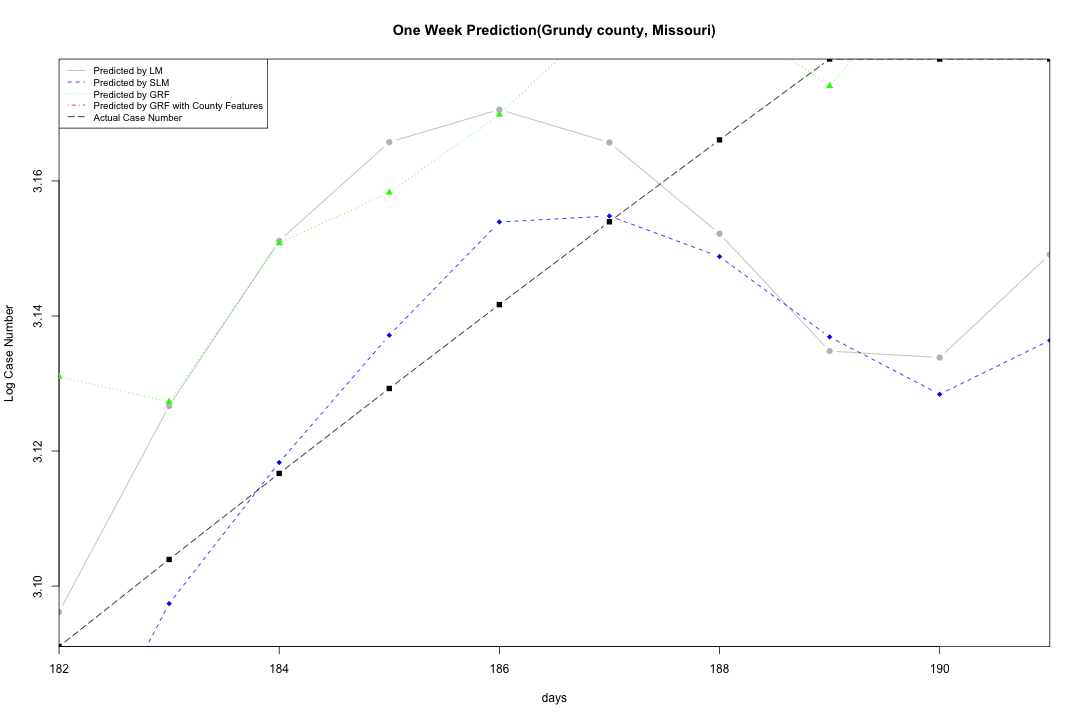 One Week Prediction(Grundy county, Missouri)
Predicted by LM
Predicted by SLM
Predicted by GRF
Predicted by GRF with County Features
Actual Case Number
Log Case Number
3.16
3.14
3.12
3.10
182 184 186 188 190
days